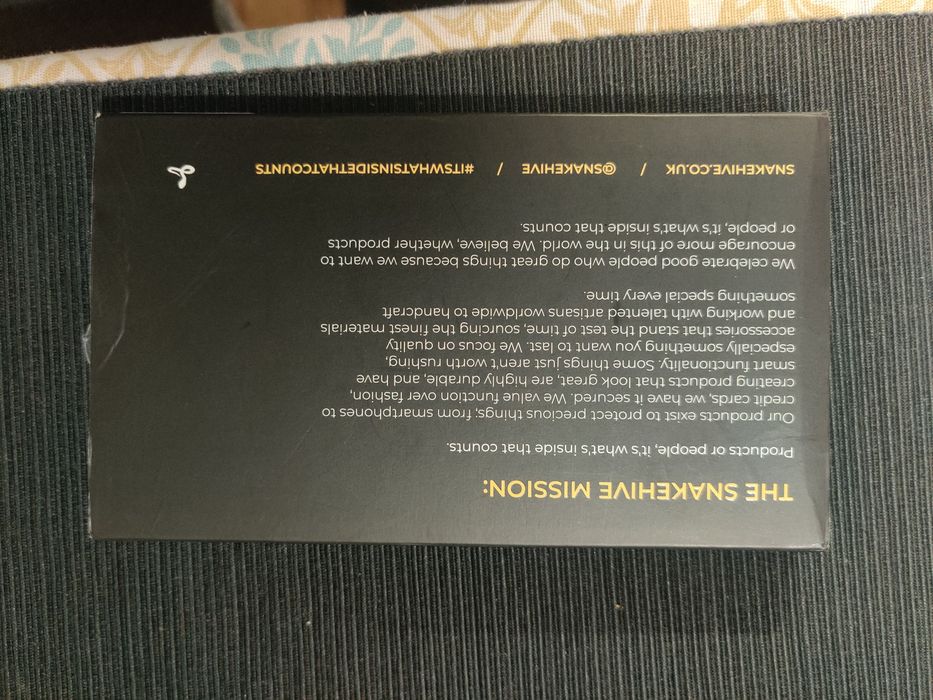 THE SNAKEHIVE MISSION:
Products or people, it's what's inside that counts.
Our products exist to protect precious things; from smartphones to
credit cards, we have it secured. We value function over fashion,
creating products that look great, are highly durable, and have
smart functionality. Some things just aren't worth rushing,
especially something you want to last. We focus on quality
accessories that stand the test of time, sourcing the finest materials
and working with talented artisans worldwide to handcraft
something special every time.
We celebrate good people who do great things because we want to
encourage more of this in the world. We believe, whether products
or people, it's what's inside that counts.
SNAKEHIVE.CO.UK / @SNAKEHIVE / #ITSWHATSINSIDETHATCOUNTS